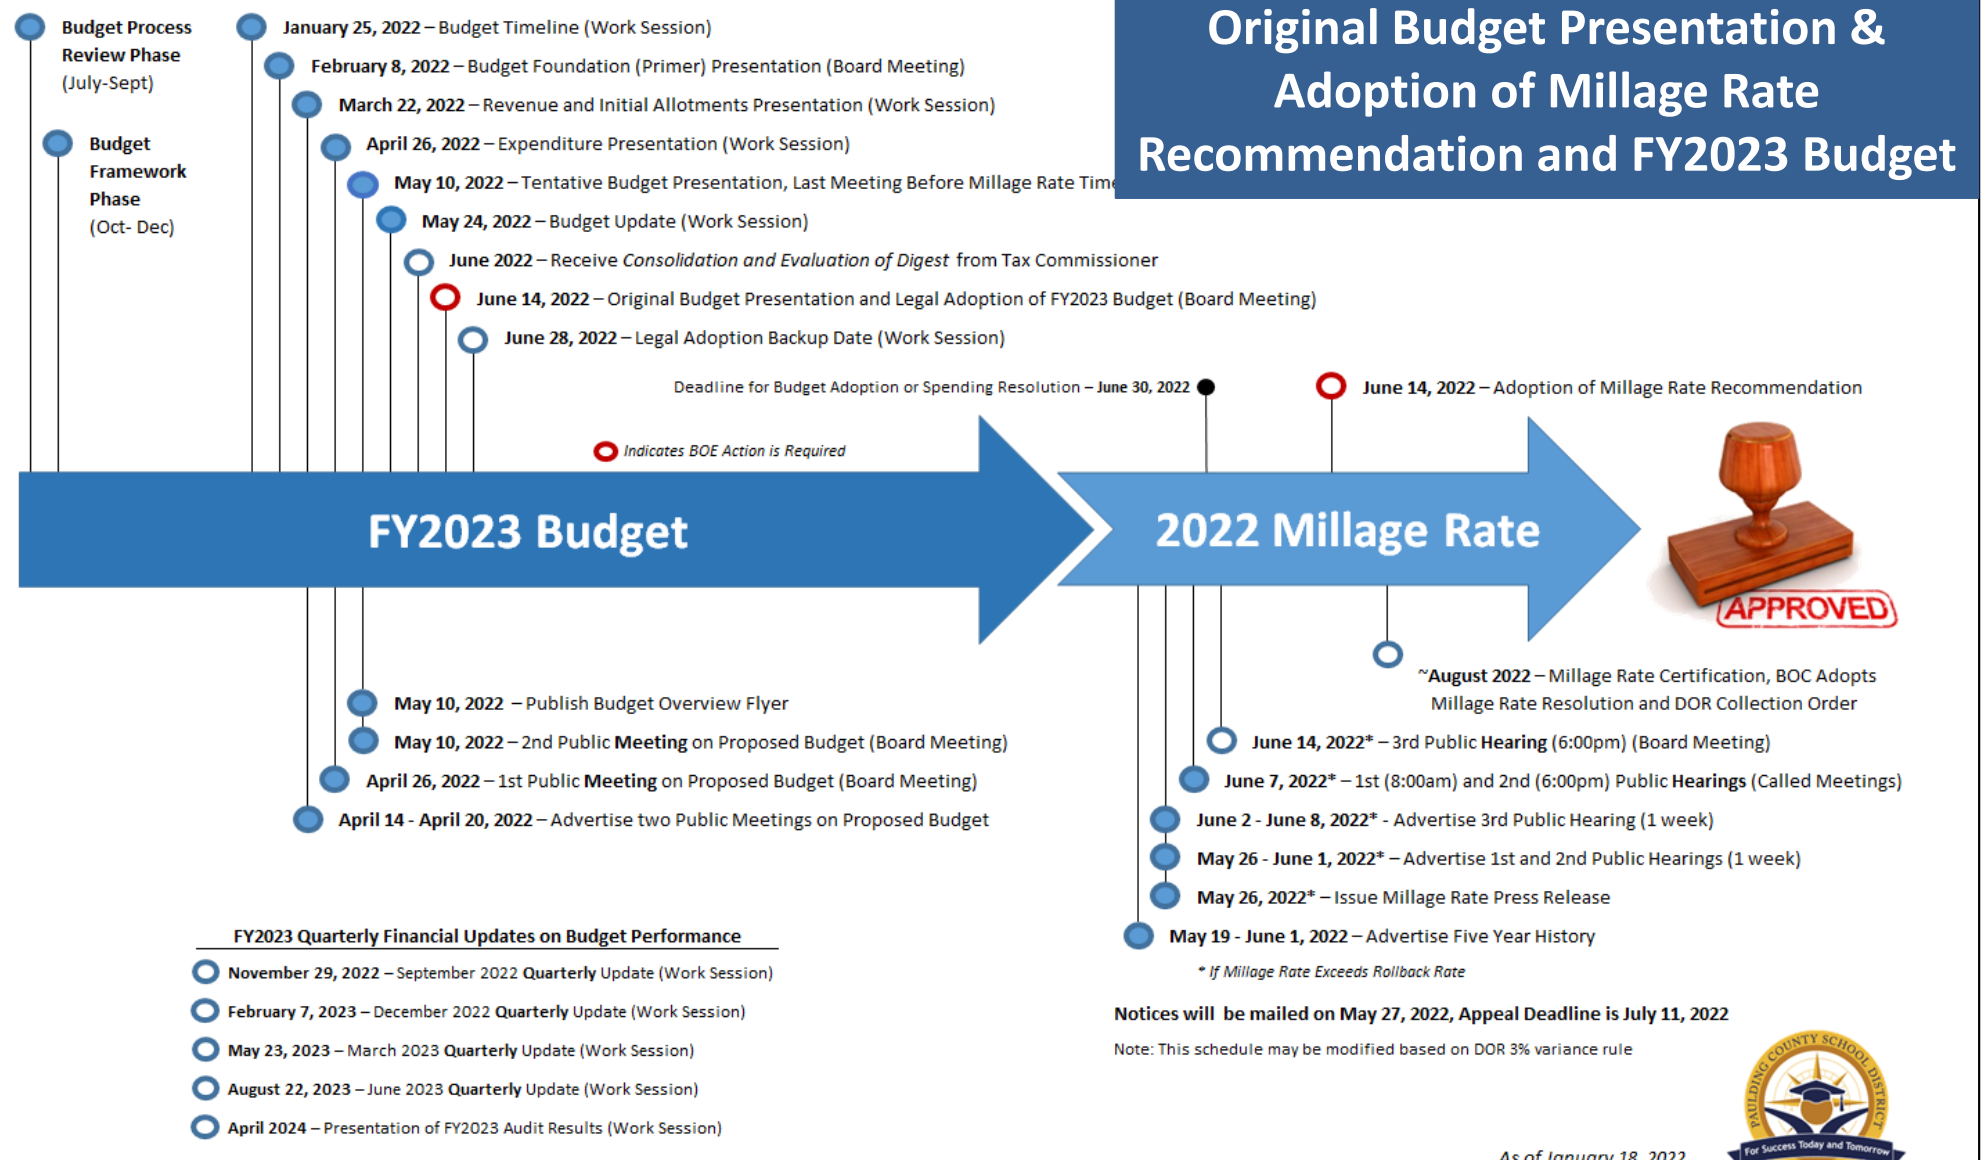 Original Budget Presentation &
Adoption of Millage Rate
Recommendation and FY2023 Budget
Budget Process
Review Phase
(July-Sept)
Budget
Framework
Phase
(Oct- Dec)
January 25, 2022 – Budget Timeline (Work Session)
February 8, 2022 – Budget Foundation (Primer) Presentation (Board Meeting)
March 22, 2022 – Revenue and Initial Allotments Presentation (Work Session)
April 26, 2022 – Expenditure Presentation (Work Session)
May 10, 2022 – Tentative Budget Presentation, Last Meeting Before Millage Rate
May 24, 2022 – Budget Update (Work Session)
June 2022 – Receive Consolidation and Evaluation of Digest from Tax Commissioner
June 14, 2022 – Original Budget Presentation and Legal Adoption of FY2023 Budget (Board Meeting)
June 28, 2022 – Legal Adoption Backup Date (Work Session)
Deadline for Budget Adoption or Spending Resolution – June 30, 2022
June 14, 2022 – Adoption of Millage Rate Recommendation
Indicates BOE Action is Required
FY2023 Budget
2022 Millage Rate
APPROVED
May 10, 2022 – Publish Budget Overview Flyer
May 10, 2022 – 2nd Public Meeting on Proposed Budget (Board Meeting)
April 26, 2022 – 1st Public Meeting on Proposed Budget (Board Meeting)
April 14 - April 20, 2022 – Advertise two Public Meetings on Proposed Budget
~August 2022 – Millage Rate Certification, BOC Adopts
Millage Rate Resolution and DOR Collection Order
June 14, 2022* – 3rd Public Hearing (6:00pm) (Board Meeting)
June 7, 2022* – 1st (8:00am) and 2nd (6:00pm) Public Hearings (Called Meetings)
June 2 - June 8, 2022* - Advertise 3rd Public Hearing (1 week)
May 26 - June 1, 2022* – Advertise 1st and 2nd Public Hearings (1 week)
May 26, 2022* – Issue Millage Rate Press Release
May 19 - June 1, 2022 – Advertise Five Year History
* If Millage Rate Exceeds Rollback Rate
FY2023 Quarterly Financial Updates on Budget Performance
November 29, 2022 – September 2022 Quarterly Update (Work Session)
February 7, 2023 – December 2022 Quarterly Update (Work Session)
May 23, 2023 – March 2023 Quarterly Update (Work Session)
August 22, 2023 – June 2023 Quarterly Update (Work Session)
April 2024 – Presentation of FY2023 Audit Results (Work Session)
Notices will be mailed on May 27, 2022, Appeal Deadline is July 11, 2022
Note: This schedule may be modified based on DOR 3% variance rule
PAULDING COUNTY SCHOOL DISTRICT
For Success Today and Tomorrow
As of January 18, 2022